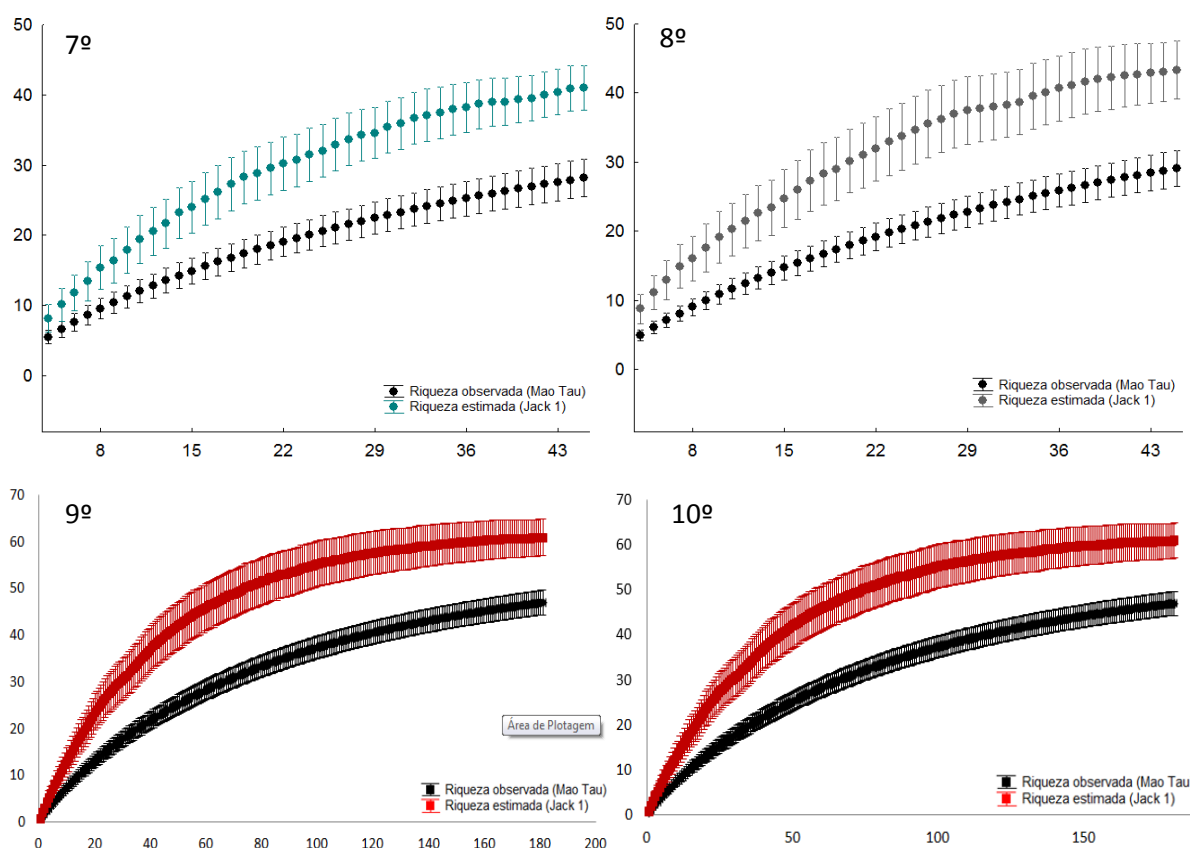 7º
50
40
30
20
10
0
Riqueza observada (Mao Tau)
Riqueza estimada (Jack 1)
8 15 22 29 36 43
8º
50
40
30
20
10
0
Riqueza observada (Mao Tau)
Riqueza estimada (Jack 1)
8 15 22 29 36 43
9º
70
60
50
40
30
20
10
0
Área de Plotagem
Riqueza observada (Mao Tau)
Riqueza estimada (Jack 1)
0 20 40 60 80 100 120 140 160 180 200
10º
70
60
50
40
30
20
10
0
Riqueza observada (Mao Tau)
Riqueza estimada (Jack 1)
0 50 100 150